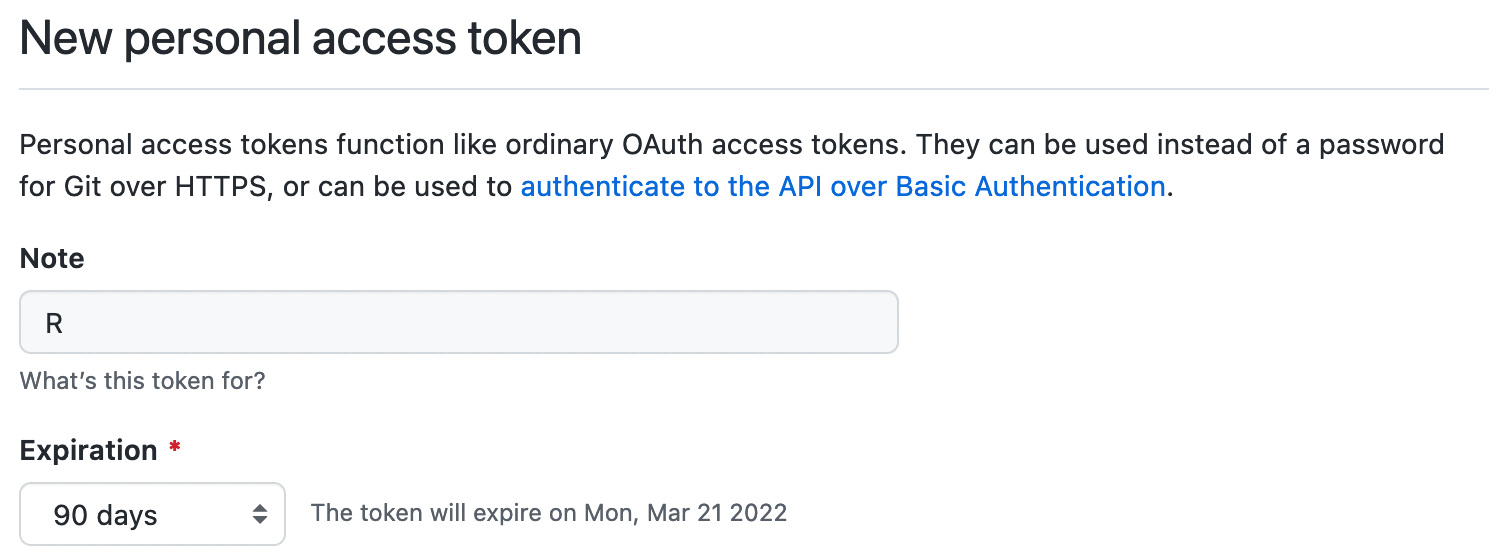 New personal access token
Personal access tokens function like ordinary OAuth access tokens. They can be used instead of a password
for Git over HTTPS, or can be used to authenticate to the API over Basic Authentication.
Note
R
What’s this token for?
Expiration *
90 days The token will expire on Mon, Mar 21 2022